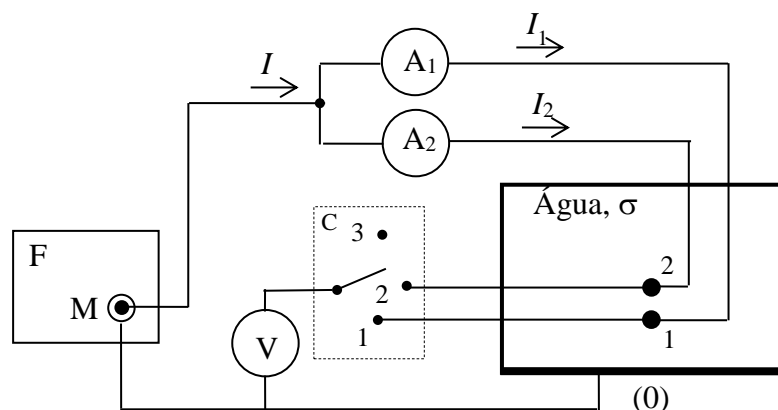 I
I₁
A₁
I₂
A₂
Água, σ
F
M
V
C
3
2
1
2
1
(0)